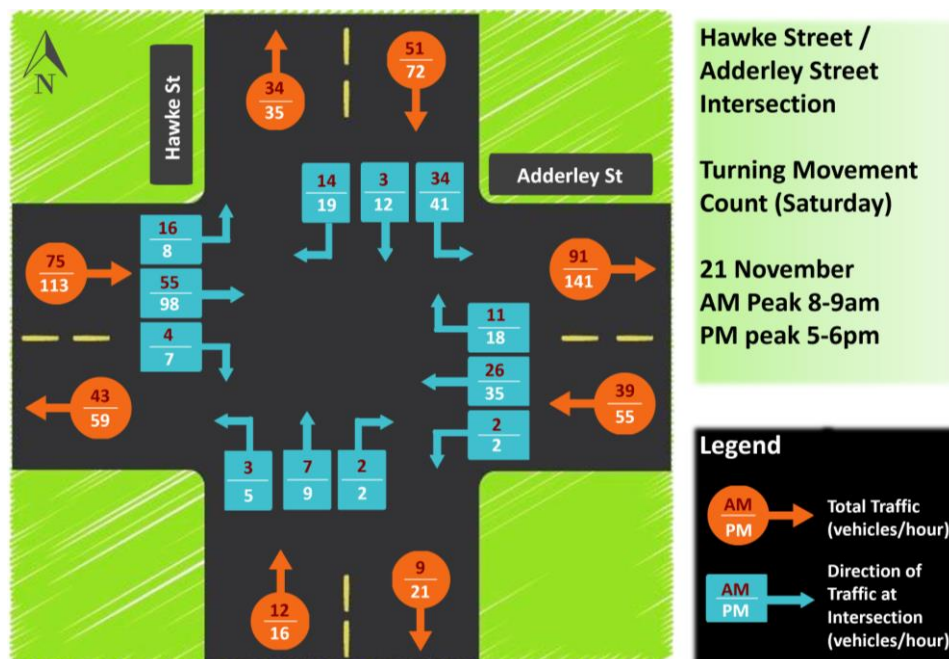 N
Hawke St
34
35
51
72
Adderley St
14
19
3
12
34
41
16
8
55
98
4
7
75
113
43
59
91
141
11
18
26
35
2
2
39
55
3
5
7
9
2
2
12
16
9
21
Hawke Street /
Adderley Street
Intersection
Turning Movement
Count (Saturday)
21 November
AM Peak 8-9am
PM peak 5-6pm
Legend
AM
PM
Total Traffic
(vehicles/hour)
AM
PM
Direction of
Traffic at
Intersection
(vehicles/hour)